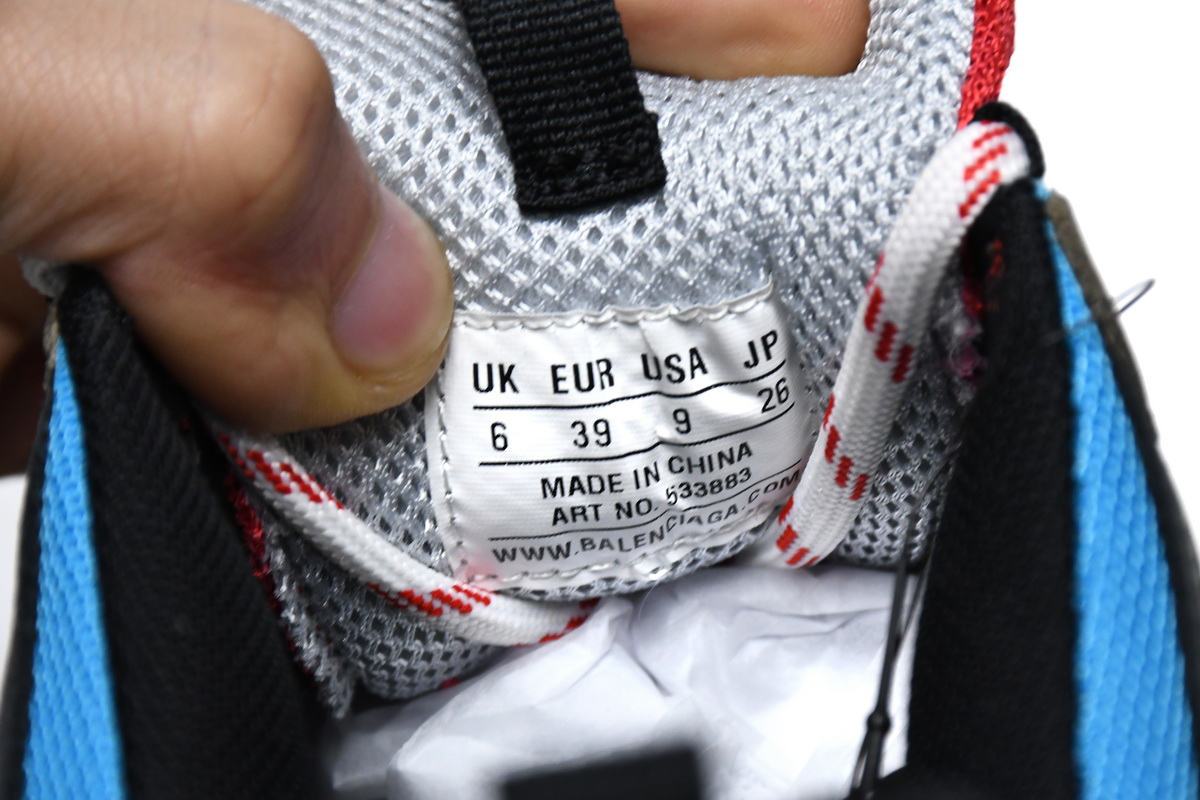 UK EUR USA JP
6 39 9 26
MADE IN CHINA
ART NO. 533883
WWW.BALENCIAGA.COM